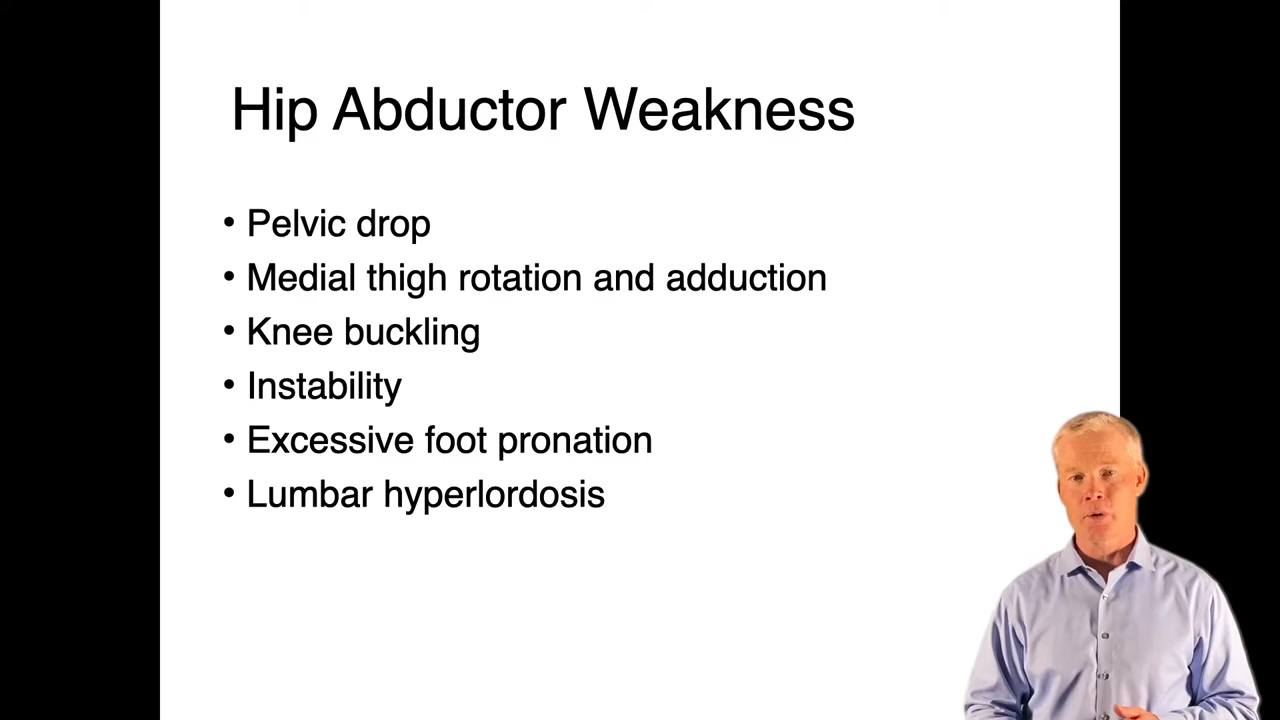 Hip Abductor Weakness
• Pelvic drop
• Medial thigh rotation and adduction
• Knee buckling
• Instability
• Excessive foot pronation
• Lumbar hyperlordosis